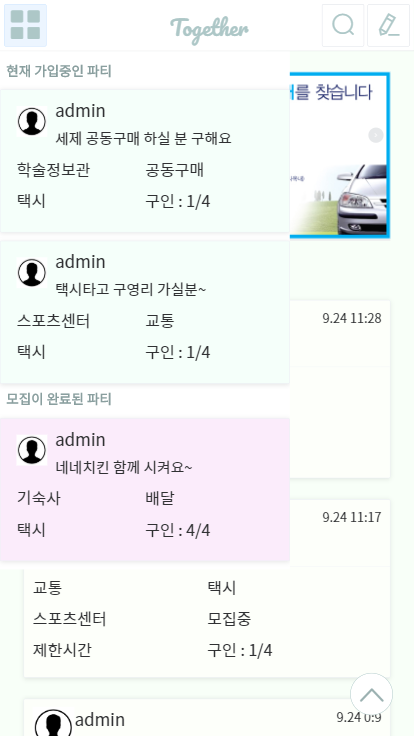 Together
현재 가입중인 파티
를 찾습니다
admin
세제 공동구매 하실 분 구해요
학술정보관 공동구매
택시 구인 : 1/4
admin
택시타고 구영리 가실분~
스포츠센터 교통
택시 구인 : 1/4
9.24 11:28
모집이 완료된 파티
admin
네네치킨 함께 시켜요~
기숙사 배달
택시 구인 : 4/4
9.24 11:17
교통 택시
스포츠센터 모집중
제한시간 구인 : 1/4
admin 9.24 0:9